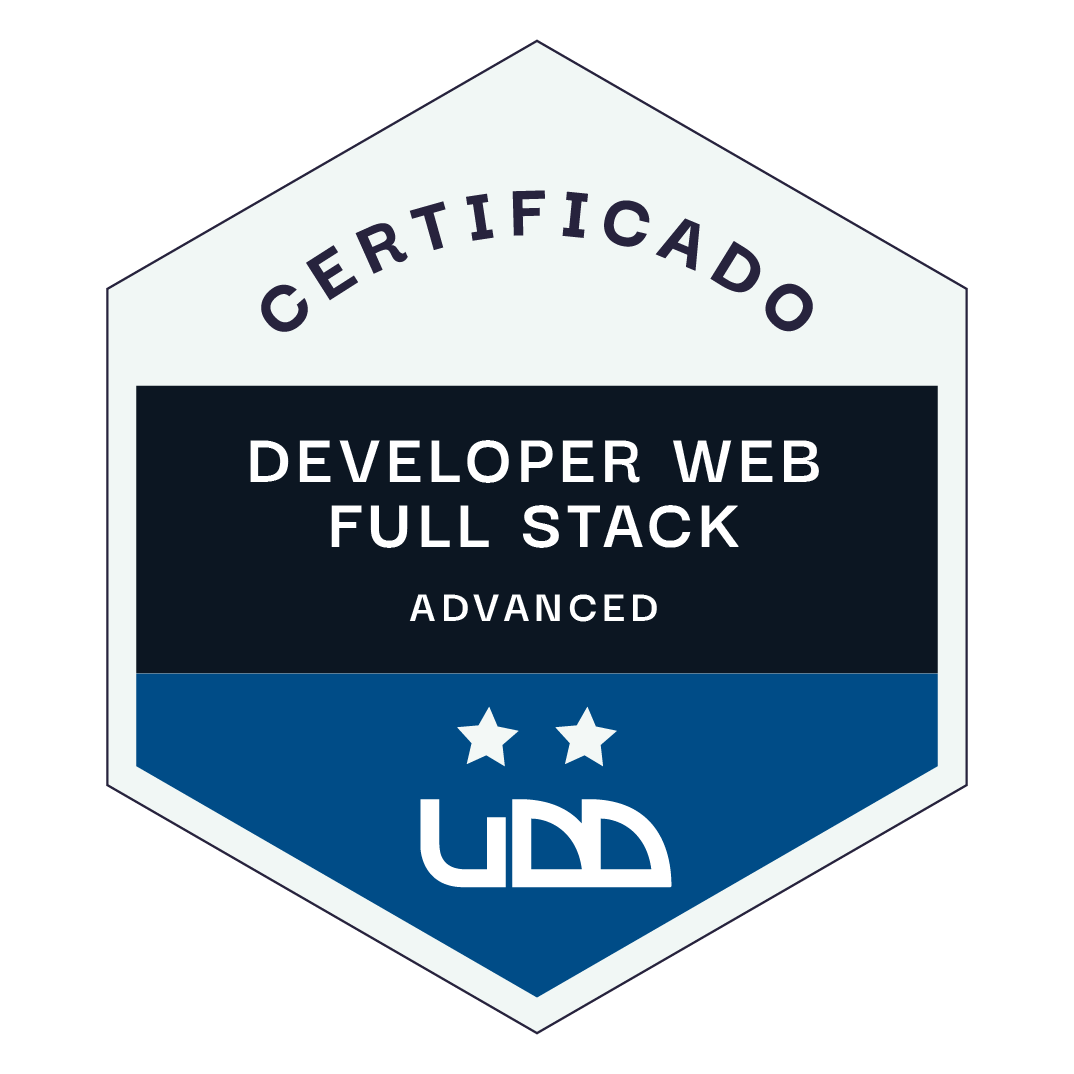 CERTIFICADO
DEVELOPER WEB
FULL STACK
ADVANCED
UDD